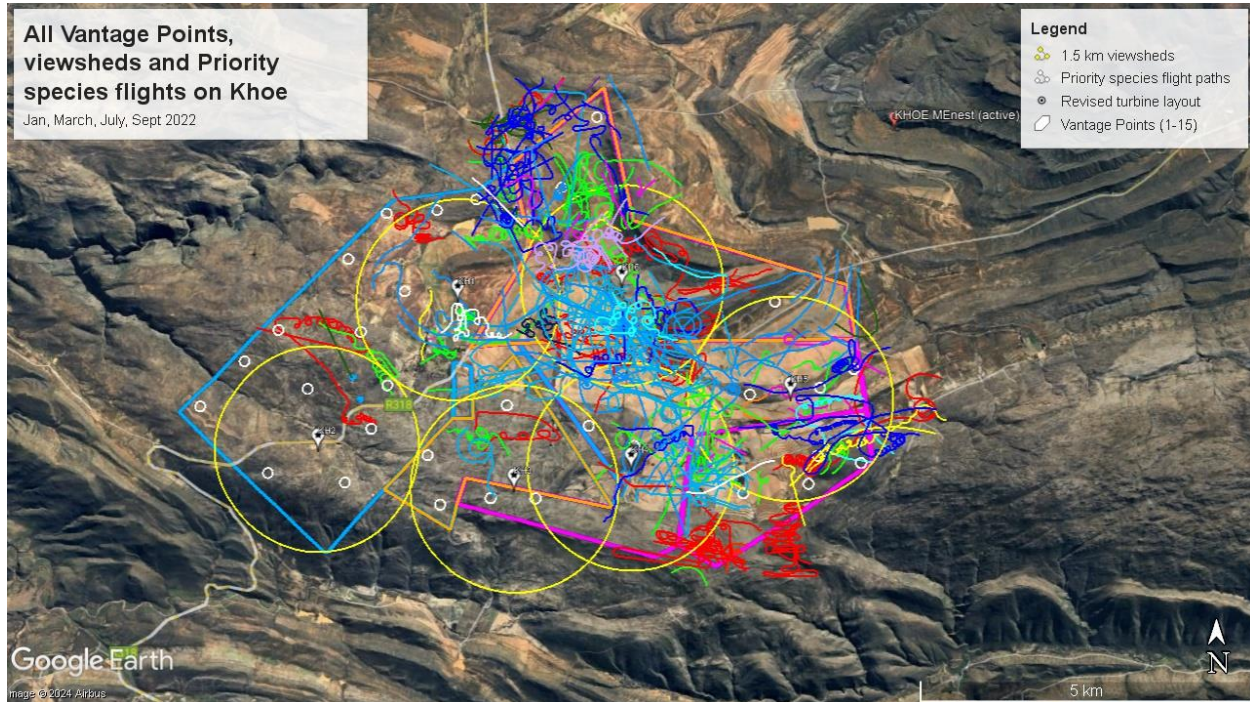 All Vantage Points,
viewsheds and Priority
species flights on Khoe
Jan, March, July, Sept 2022
Legend
1.5 km viewsheds
Priority species flight paths
Revised turbine layout
Vantage Points (1-15)
KHOE MEnest (active)
KH1
R318
KH2
Google Earth
Image © 2024 Airbus
N
5 km